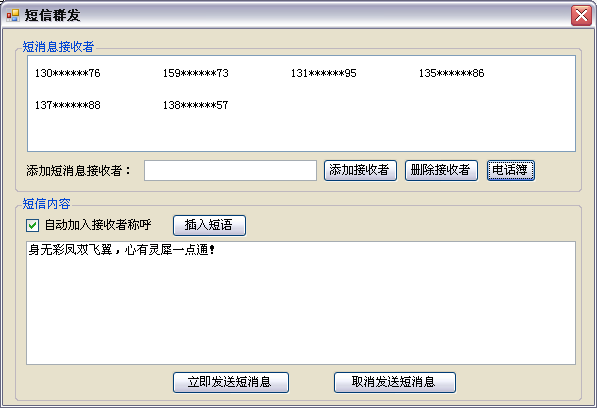 短信群发
短消息接收者
130******76 159******73 131******95 135******86
137******88 138******57
添加短消息接收者： 添加接收者 删除接收者 电话簿
短信内容
自动加入接收者称呼 插入短语
身无彩凤双飞翼，心有灵犀一点通！
立即发送短消息 取消发送短消息